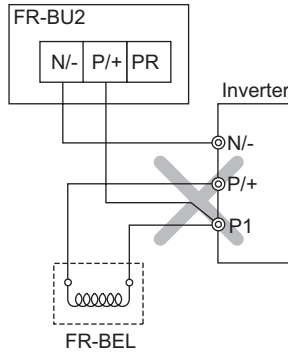 FR-BU2
N/- P/+ PR
Inverter
N/-
P/+
P1
FR-BEL